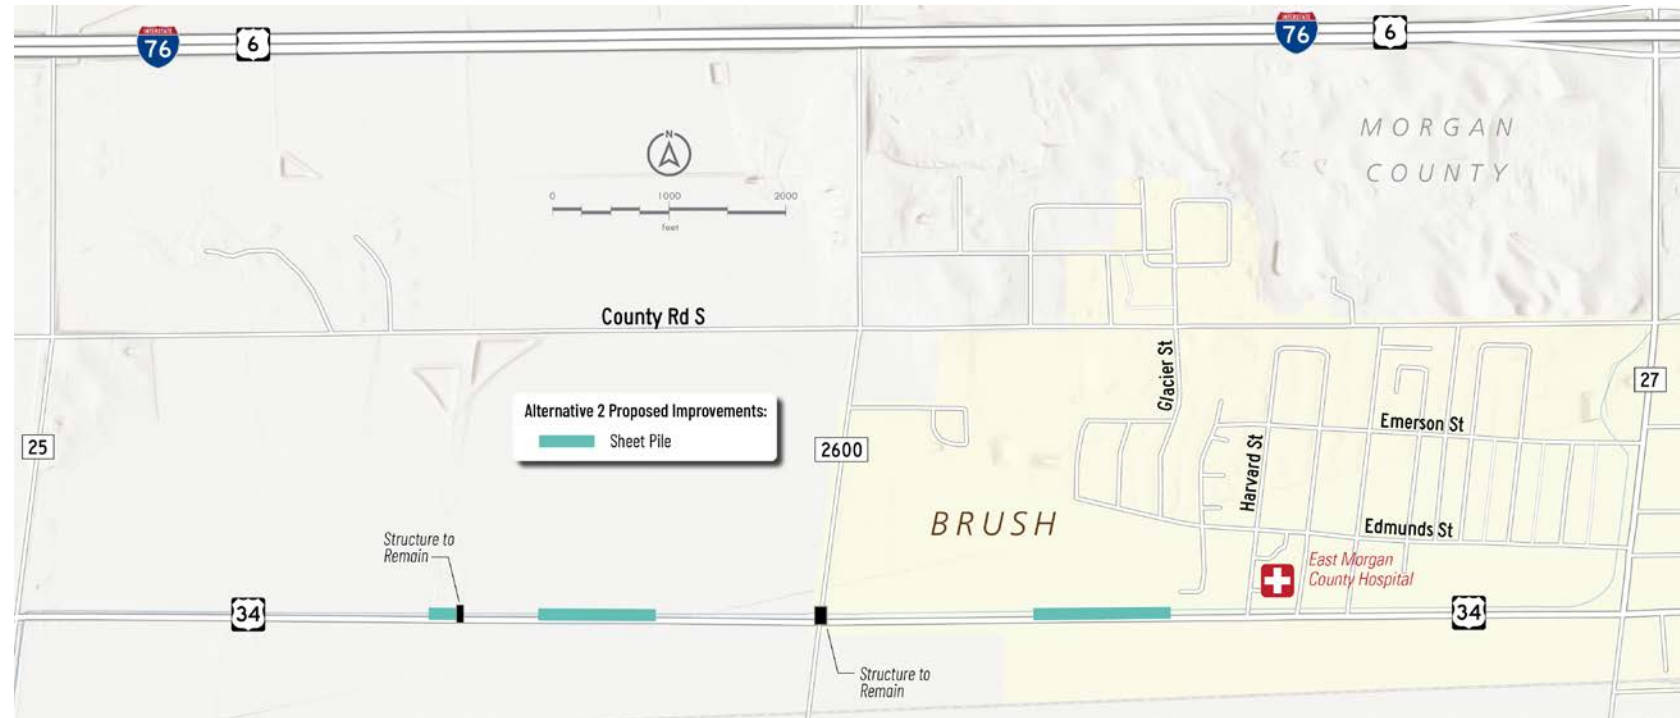 INTERSTATE
76
6
INTERSTATE
76
6
MORGAN
COUNTY
N
0 1000 2000
feet
County Rd S
Glacier St
27
Alternative 2 Proposed Improvements:
Sheet Pile
25
2600
Emerson St
Harvard St
BRUSH
Edmunds St
Structure to
Remain
East Morgan
County Hospital
34
34
Structure to
Remain